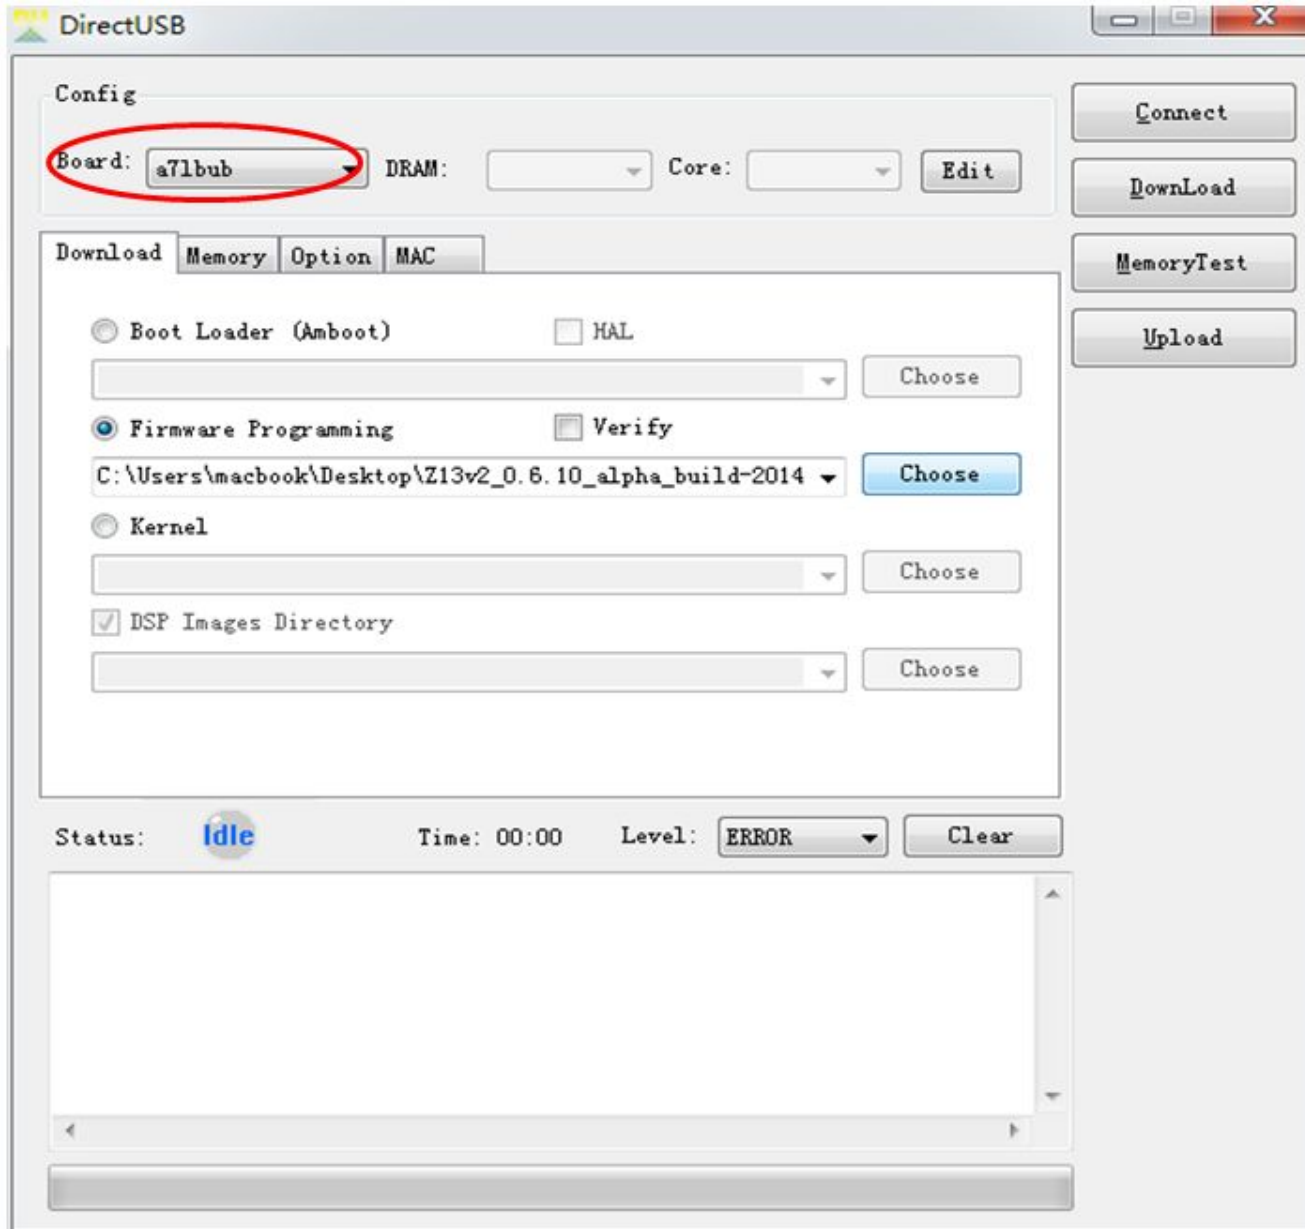 DirectUSB
Config
Board: a7lbub DRAM: Core: Edit
Connect
DownLoad
MemoryTest
Upload
Download Memory Option MAC
Boot Loader (Amboot) HAL
Choose
Firmware Programming Verify
C:\Users\macbook\Desktop\Z13v2_0.6.10_alpha_build-2014 Choose
Kernel
Choose
DSP Images Directory
Choose
Status: Idle Time: 00:00 Level: ERROR Clear